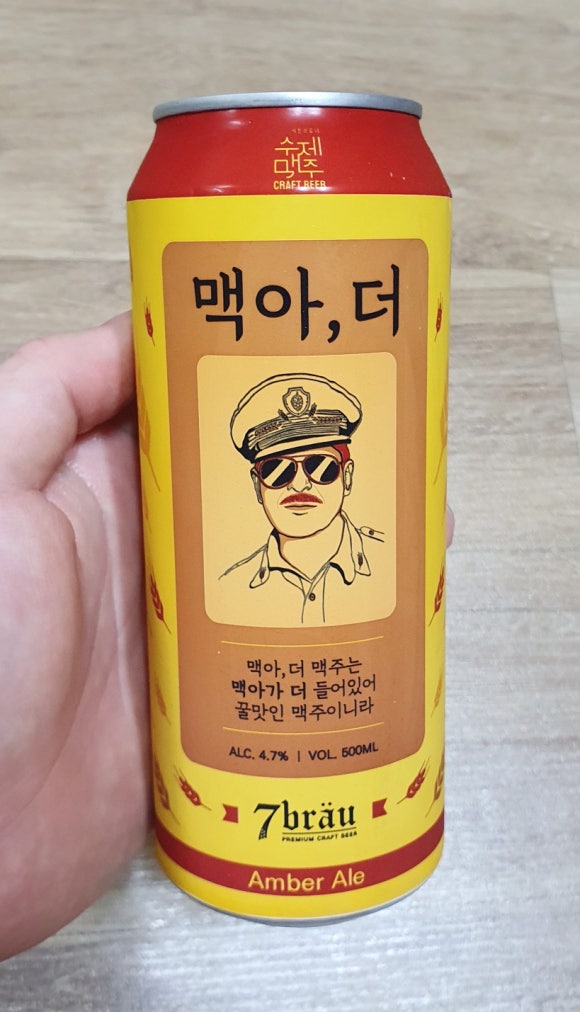 수제
맥주
CRAFT BEER
맥아,더
맥아,더 맥주는
맥아가 더 들어있어
꿀맛인 맥주이니라
ALC. 4.7% | VOL. 500ML
7bräu
PREMIUM CRAFT BEER
Amber Ale